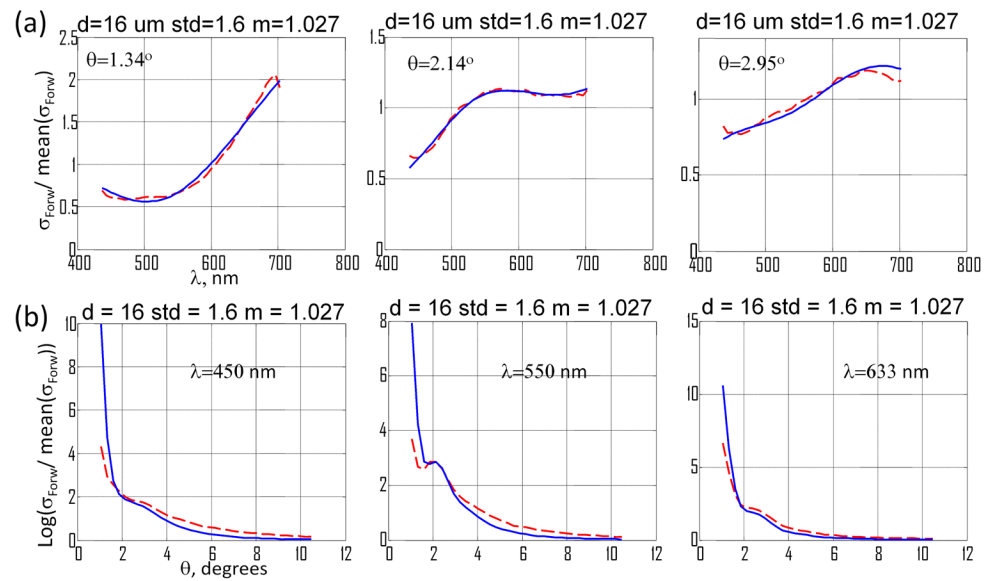 (a)
d=16 um std=1.6 m=1.027
d=16 um std=1.6 m=1.027
d=16 um std=1.6 m=1.027
θ=1.34°
θ=2.14°
θ=2.95°
σForw/ mean(σForw)
2.5
2
1.5
1
0.5
0
400 500 600 700 800
λ, nm
1.5
1
0.5
0
400 500 600 700 800
1
0.5
0
400 500 600 700 800
(b)
d = 16 std = 1.6 m = 1.027
d = 16 std = 1.6 m = 1.027
d = 16 std = 1.6 m = 1.027
λ=450 nm
λ=550 nm
λ=633 nm
Log(σForw/ mean(σForw))
10
8
6
4
2
0
0 2 4 6 8 10 12
θ, degrees
8
6
4
2
0
0 2 4 6 8 10 12
15
10
5
0
0 2 4 6 8 10 12